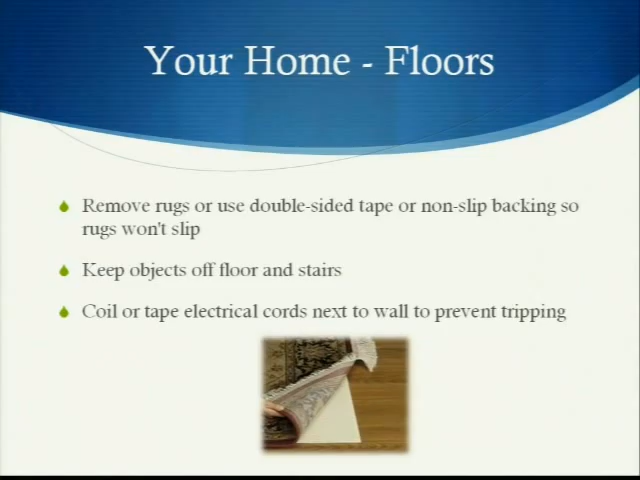 Your Home - Floors
Remove rugs or use double-sided tape or non-slip backing so
rugs won't slip
Keep objects off floor and stairs
Coil or tape electrical cords next to wall to prevent tripping